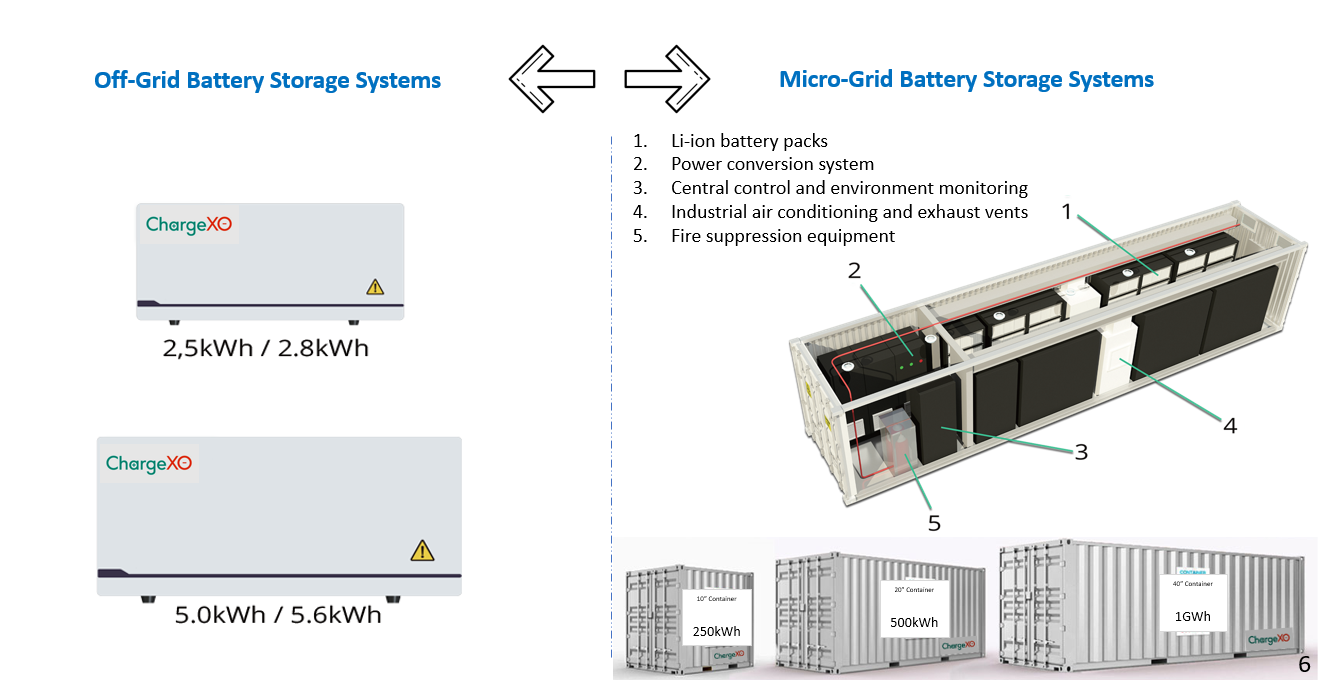 Off-Grid Battery Storage Systems
ChargeXO
2,5kWh / 2.8kWh
ChargeXO
5.0kWh / 5.6kWh
Micro-Grid Battery Storage Systems
1. Li-ion battery packs
2. Power conversion system
3. Central control and environment monitoring
4. Industrial air conditioning and exhaust vents
5. Fire suppression equipment
1
2
4
3
5
10” Container
250kWh
ChargeXO
20” Container
500kWh
ChargeXO
CONTAINER
40” Container
1GWh
ChargeXO
6